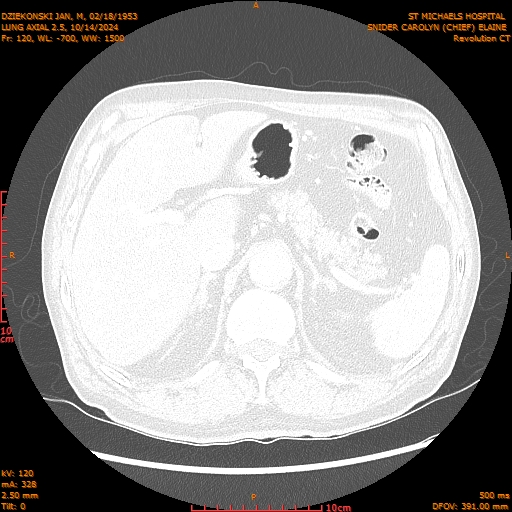 DZIEKONSKI JAN, M, 02/18/1953
LUNG AXIAL 2.5, 10/14/2024
Fr: 120, WL: -700, WW: 1500
A
ST MICHAELS HOSPITAL
SNIDER CAROLYN (CHIEF) ELAINE
Revolution CT
R
L
10
cm
kV: 120
mA: 328
2.50 mm
Tilt: 0
P
10cm
500 ms
DFOV: 391.00 mm